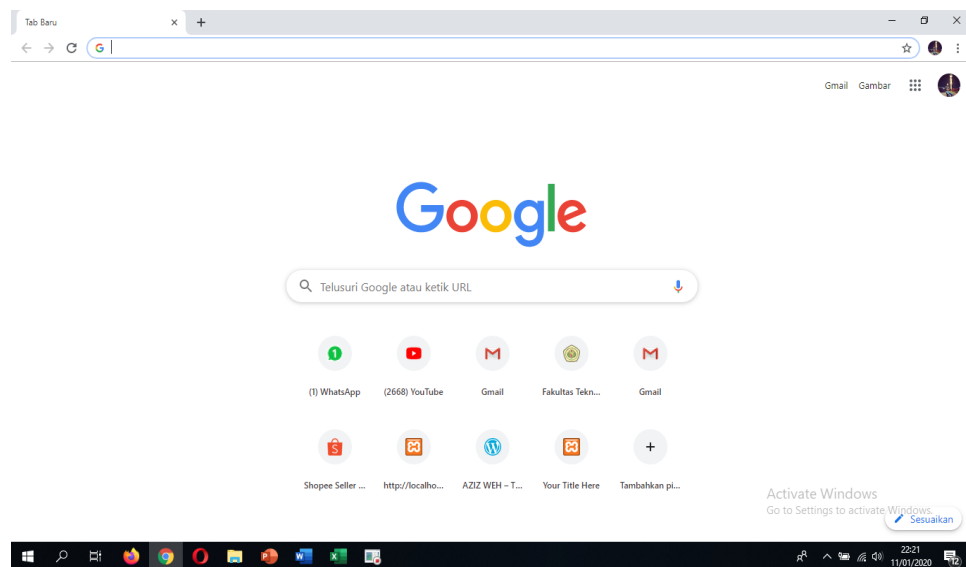 Tab Baru
Gmail Gambar
Google
Telusuri Google atau ketik URL
(1) WhatsApp (2668) YouTube Gmail Fakultas Tekn... Gmail
Shopee Seller ... http://localho... AZIZ WEH – T... Your Title Here Tambahkan pi...
Activate Windows
Go to Settings to activate Windows.
Sesuaikan
22:21
11/01/2020
12